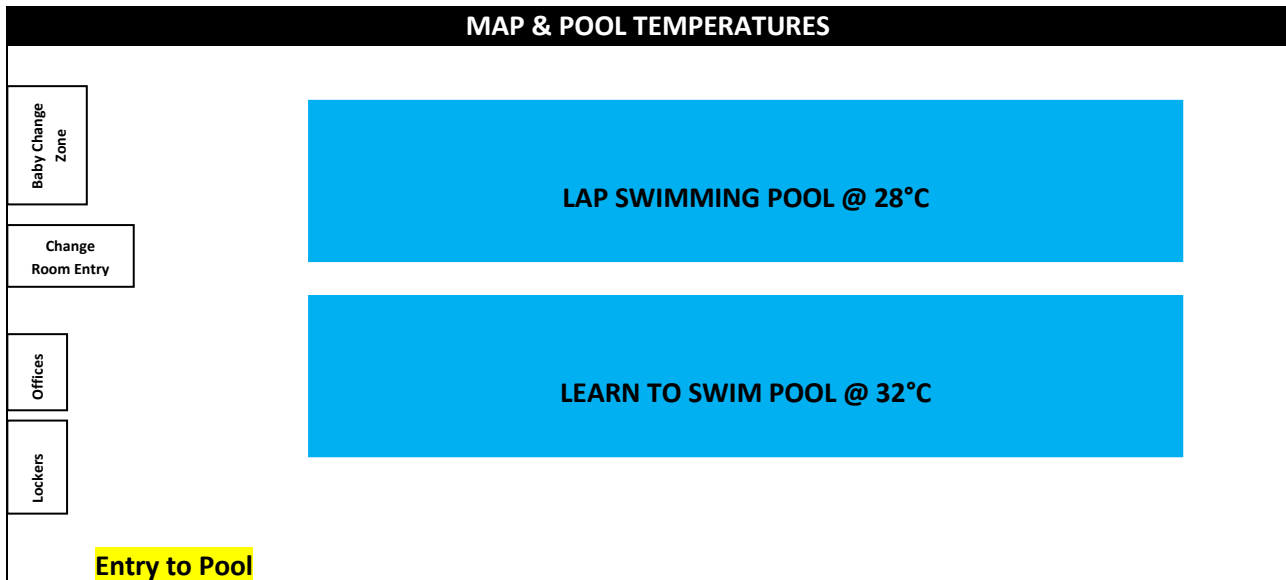 MAP & POOL TEMPERATURES
Baby Change
Zone
LAP SWIMMING POOL @ 28°C
Change
Room Entry
Offices
LEARN TO SWIM POOL @ 32°C
Lockers
Entry to Pool